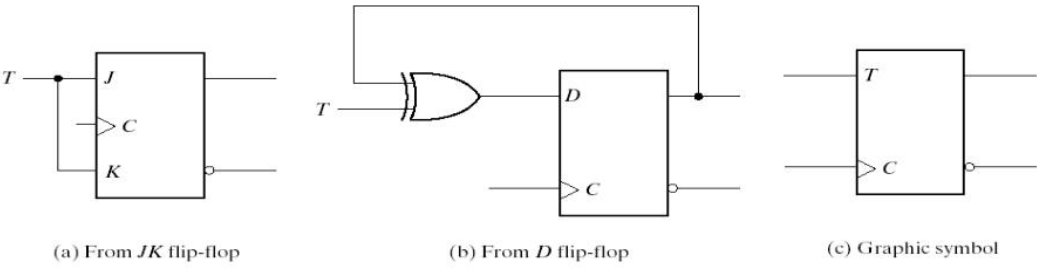 T
J
C
K
(a) From JK flip-flop
T
D
C
(b) From D flip-flop
T
C
(c) Graphic symbol